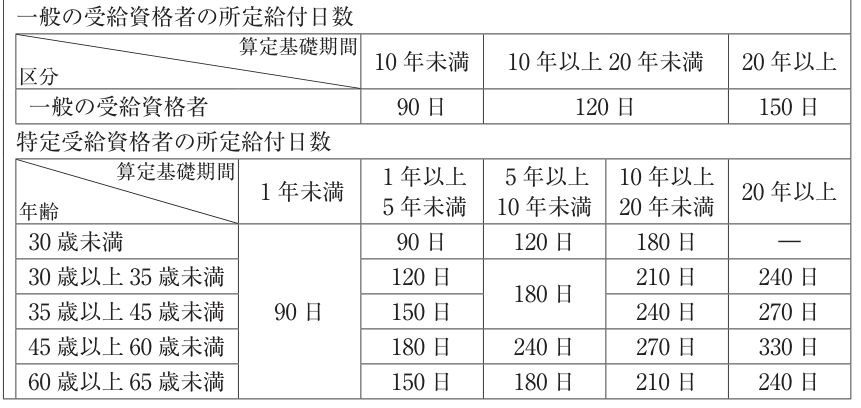 一般の受給資格者の所定給付日数
算定基礎期間
区分
10年未満 10年以上20年未満 20年以上
一般の受給資格者 90日 120日 150日
特定受給資格者の所定給付日数
算定基礎期間
年齢
1年未満 1年以上5年未満 5年以上10年未満 10年以上20年未満 20年以上
30歳未満 90日 90日 120日 180日 ―
30歳以上35歳未満 120日 180日 210日 240日
35歳以上45歳未満 150日 240日 270日
45歳以上60歳未満 180日 240日 270日 330日
60歳以上65歳未満 150日 180日 210日 240日